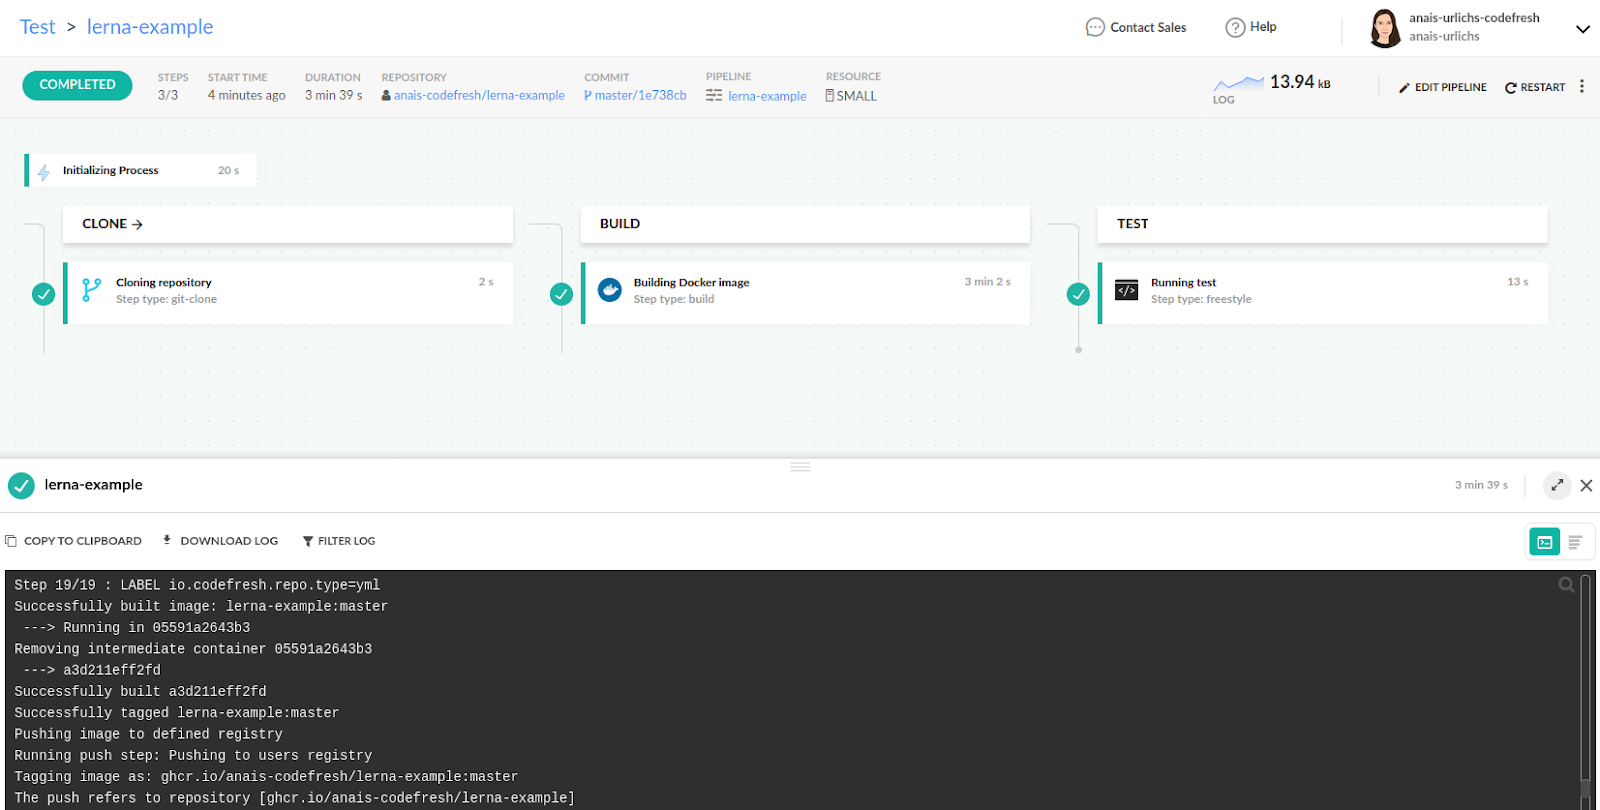 Test > lerna-example
Contact Sales
Help
anais-urlichs-codefresh
anais-urlichs
COMPLETED
STEPS
3/3
START TIME
4 minutes ago
DURATION
3 min 39 s
REPOSITORY
anais-codefresh/lerna-example
COMMIT
master/1e738cb
PIPELINE
lerna-example
RESOURCE
SMALL
LOG
13.94 kB
EDIT PIPELINE
RESTART
Initializing Process 20 s
CLONE →
Cloning repository 2 s
Step type: git-clone
BUILD
Building Docker image 3 min 2 s
Step type: build
TEST
Running test 13 s
Step type: freestyle
lerna-example 3 min 39 s
COPY TO CLIPBOARD DOWNLOAD LOG FILTER LOG
Step 19/19 : LABEL io.codefresh.repo.type=yml
Successfully built image: lerna-example:master
---> Running in 05591a2643b3
Removing intermediate container 05591a2643b3
---> a3d211eff2fd
Successfully built a3d211eff2fd
Successfully tagged lerna-example:master
Pushing image to defined registry
Running push step: Pushing to users registry
Tagging image as: ghcr.io/anais-codefresh/lerna-example:master
The push refers to repository [ghcr.io/anais-codefresh/lerna-example]